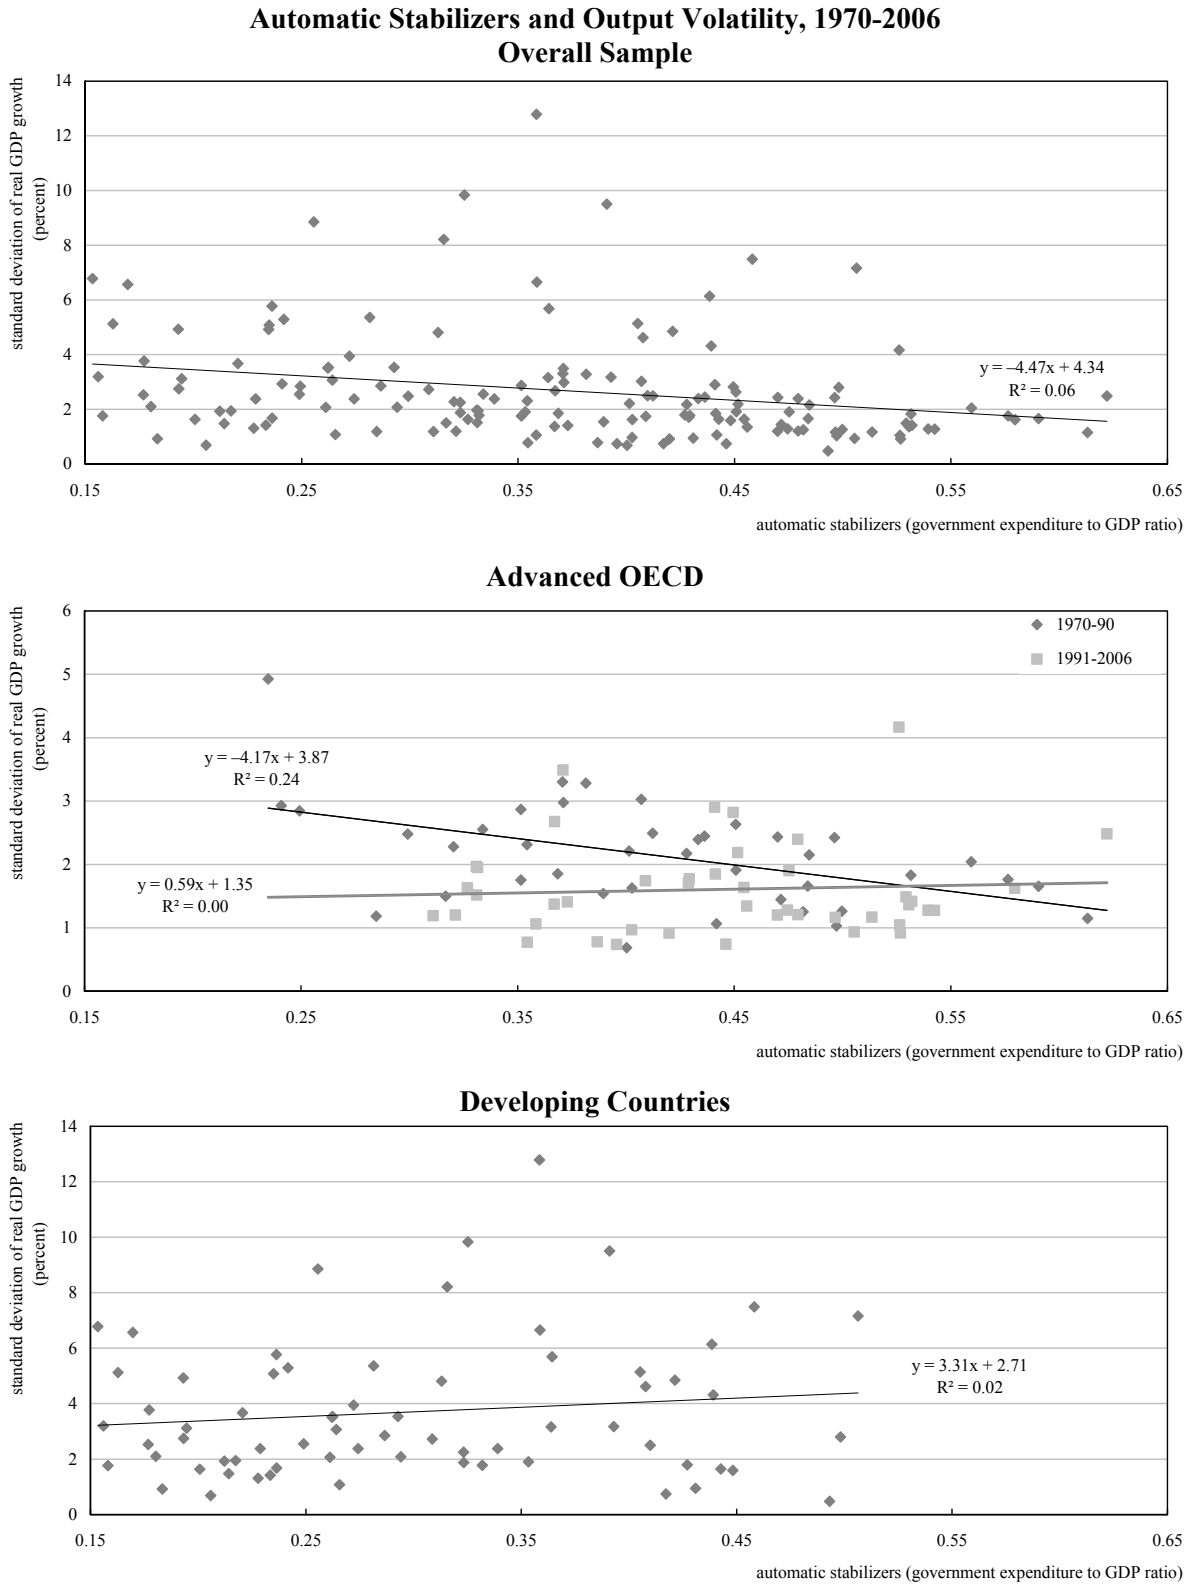 Automatic Stabilizers and Output Volatility, 1970-2006
Overall Sample
standard deviation of real GDP growth
(percent)
14
12
10
8
6
4
2
0
y = –4.47x + 4.34
R² = 0.06
0.15
0.25
0.35
0.45
0.55
0.65
automatic stabilizers (government expenditure to GDP ratio)
Advanced OECD
standard deviation of real GDP growth
(percent)
6
5
4
3
2
1
0
1970-90
1991-2006
y = –4.17x + 3.87
R² = 0.24
y = 0.59x + 1.35
R² = 0.00
0.15
0.25
0.35
0.45
0.55
0.65
automatic stabilizers (government expenditure to GDP ratio)
Developing Countries
standard deviation of real GDP growth
(percent)
14
12
10
8
6
4
2
0
y = 3.31x + 2.71
R² = 0.02
0.15
0.25
0.35
0.45
0.55
0.65
automatic stabilizers (government expenditure to GDP ratio)